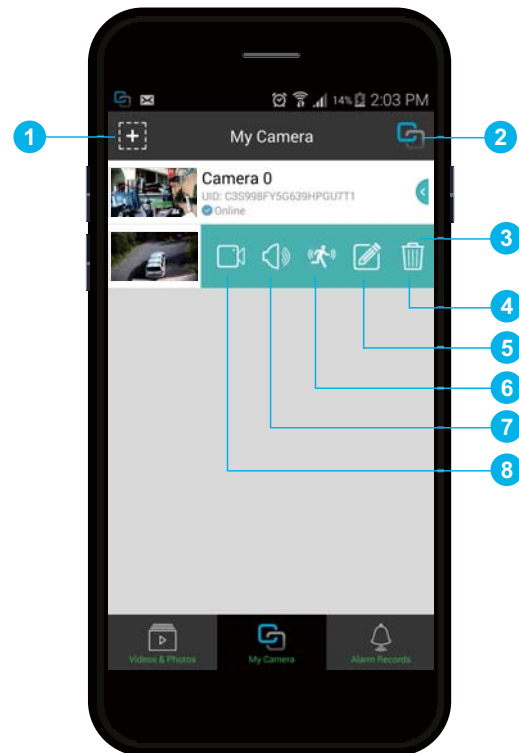 14% 2:03 PM
1
My Camera
2
Camera 0
UID: C3S998FY5G639HPGU7T1
Online
3
4
5
6
7
8
Videos & Photos
My Camera
Alarm Records